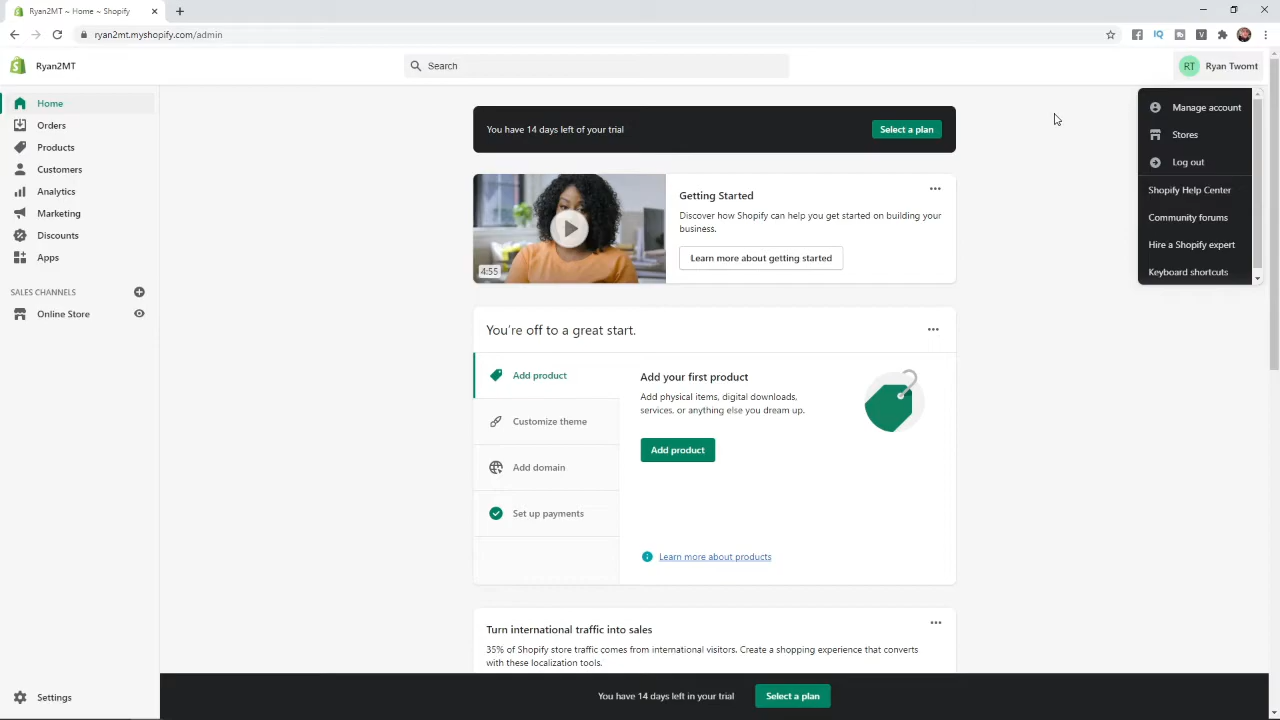 Ryan2MT ~ Home ~ Shopify
ryan2mt.myshopify.com/admin
Ryan2MT
Search
RT
Ryan Twomt
Home
Orders
Products
Customers
Analytics
Marketing
Discounts
Apps
SALES CHANNELS
Online Store
Settings
You have 14 days left of your trial
Select a plan
4:55
Getting Started
Discover how Shopify can help you get started on building your
business.
Learn more about getting started
You're off to a great start.
Add product
Customize theme
Add domain
Set up payments
Add your first product
Add physical items, digital downloads,
services, or anything else you dream up.
Add product
Learn more about products
Turn international traffic into sales
35% of Shopify store traffic comes from international visitors. Create a shopping experience that converts
with these localization tools.
You have 14 days left in your trial
Select a plan
Manage account
Stores
Log out
Shopify Help Center
Community forums
Hire a Shopify expert
Keyboard shortcuts